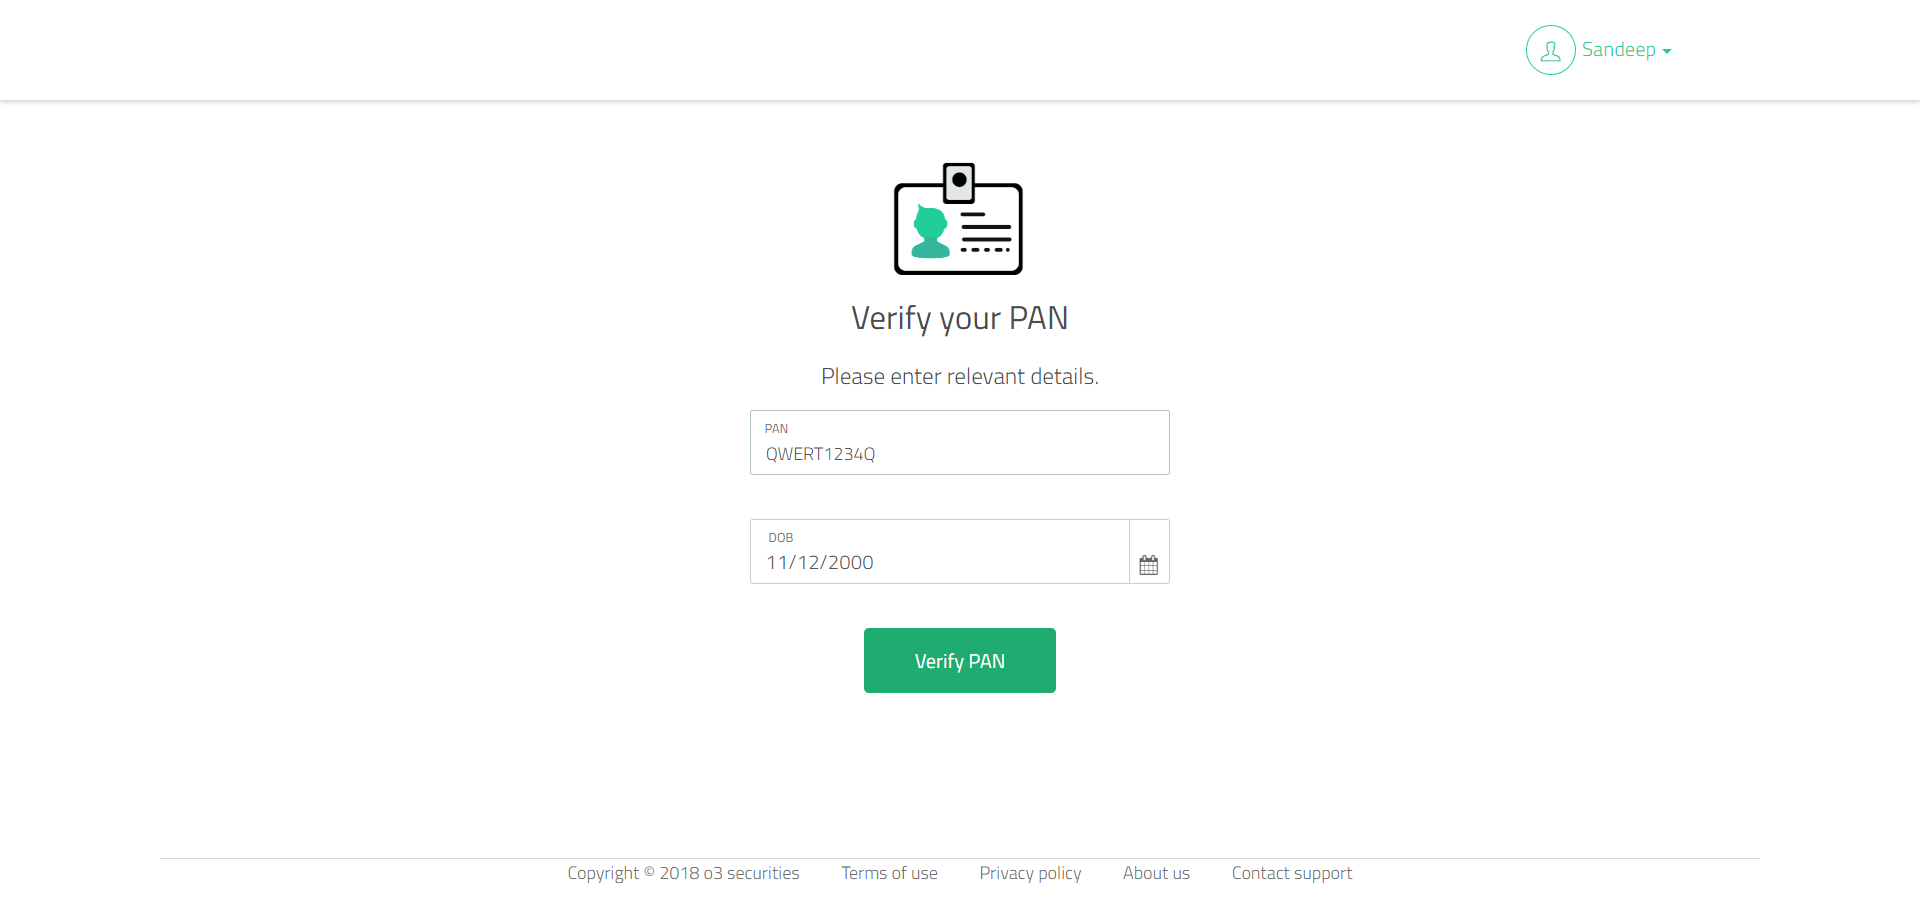 Sandeep
Verify your PAN
Please enter relevant details.
PAN
QWERT1234Q
DOB
11/12/2000
Verify PAN
Copyright © 2018 o3 securities Terms of use Privacy policy About us Contact support